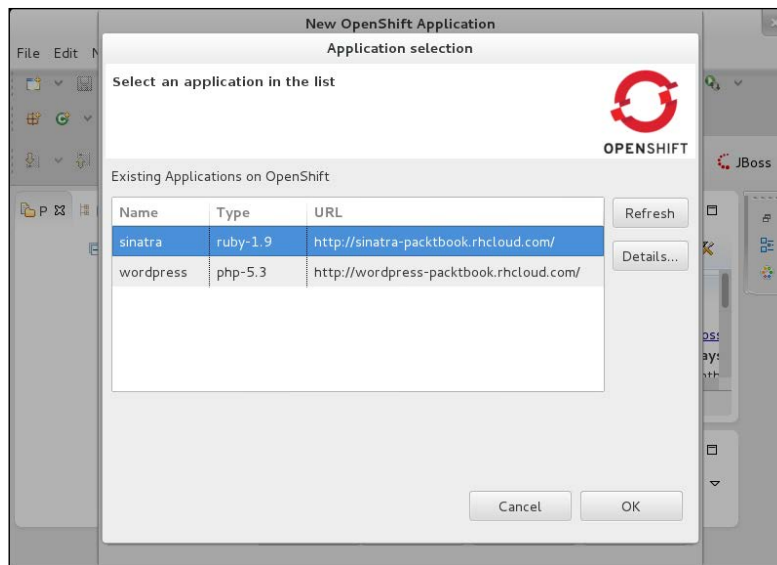 New OpenShift Application
File Edit N
Application selection
Select an application in the list
OPENSHIFT
JBoss
Existing Applications on OpenShift
P
Name Type URL
Refresh
sinatra ruby-1.9 http://sinatra-packtbook.rhcloud.com/
Details...
wordpress php-5.3 http://wordpress-packtbook.rhcloud.com/
Cancel OK